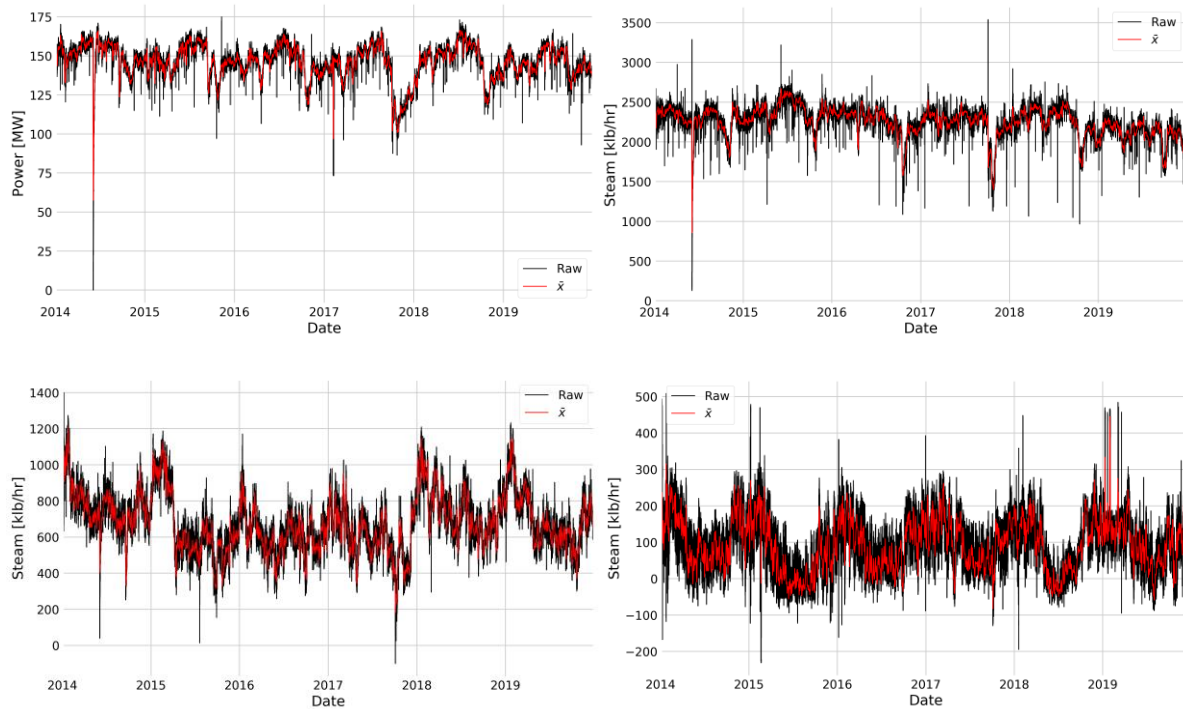 Power [MW]
175
150
125
100
75
50
25
0
2014 2015 2016 2017 2018 2019
Date
Raw
x̄
Steam [klb/hr]
3500
3000
2500
2000
1500
1000
500
0
2014 2015 2016 2017 2018 2019
Date
Raw
x̄
Steam [klb/hr]
1400
1200
1000
800
600
400
200
0
2014 2015 2016 2017 2018 2019
Date
Raw
x̄
Steam [klb/hr]
500
400
300
200
100
0
−100
−200
2014 2015 2016 2017 2018 2019
Date
Raw
x̄